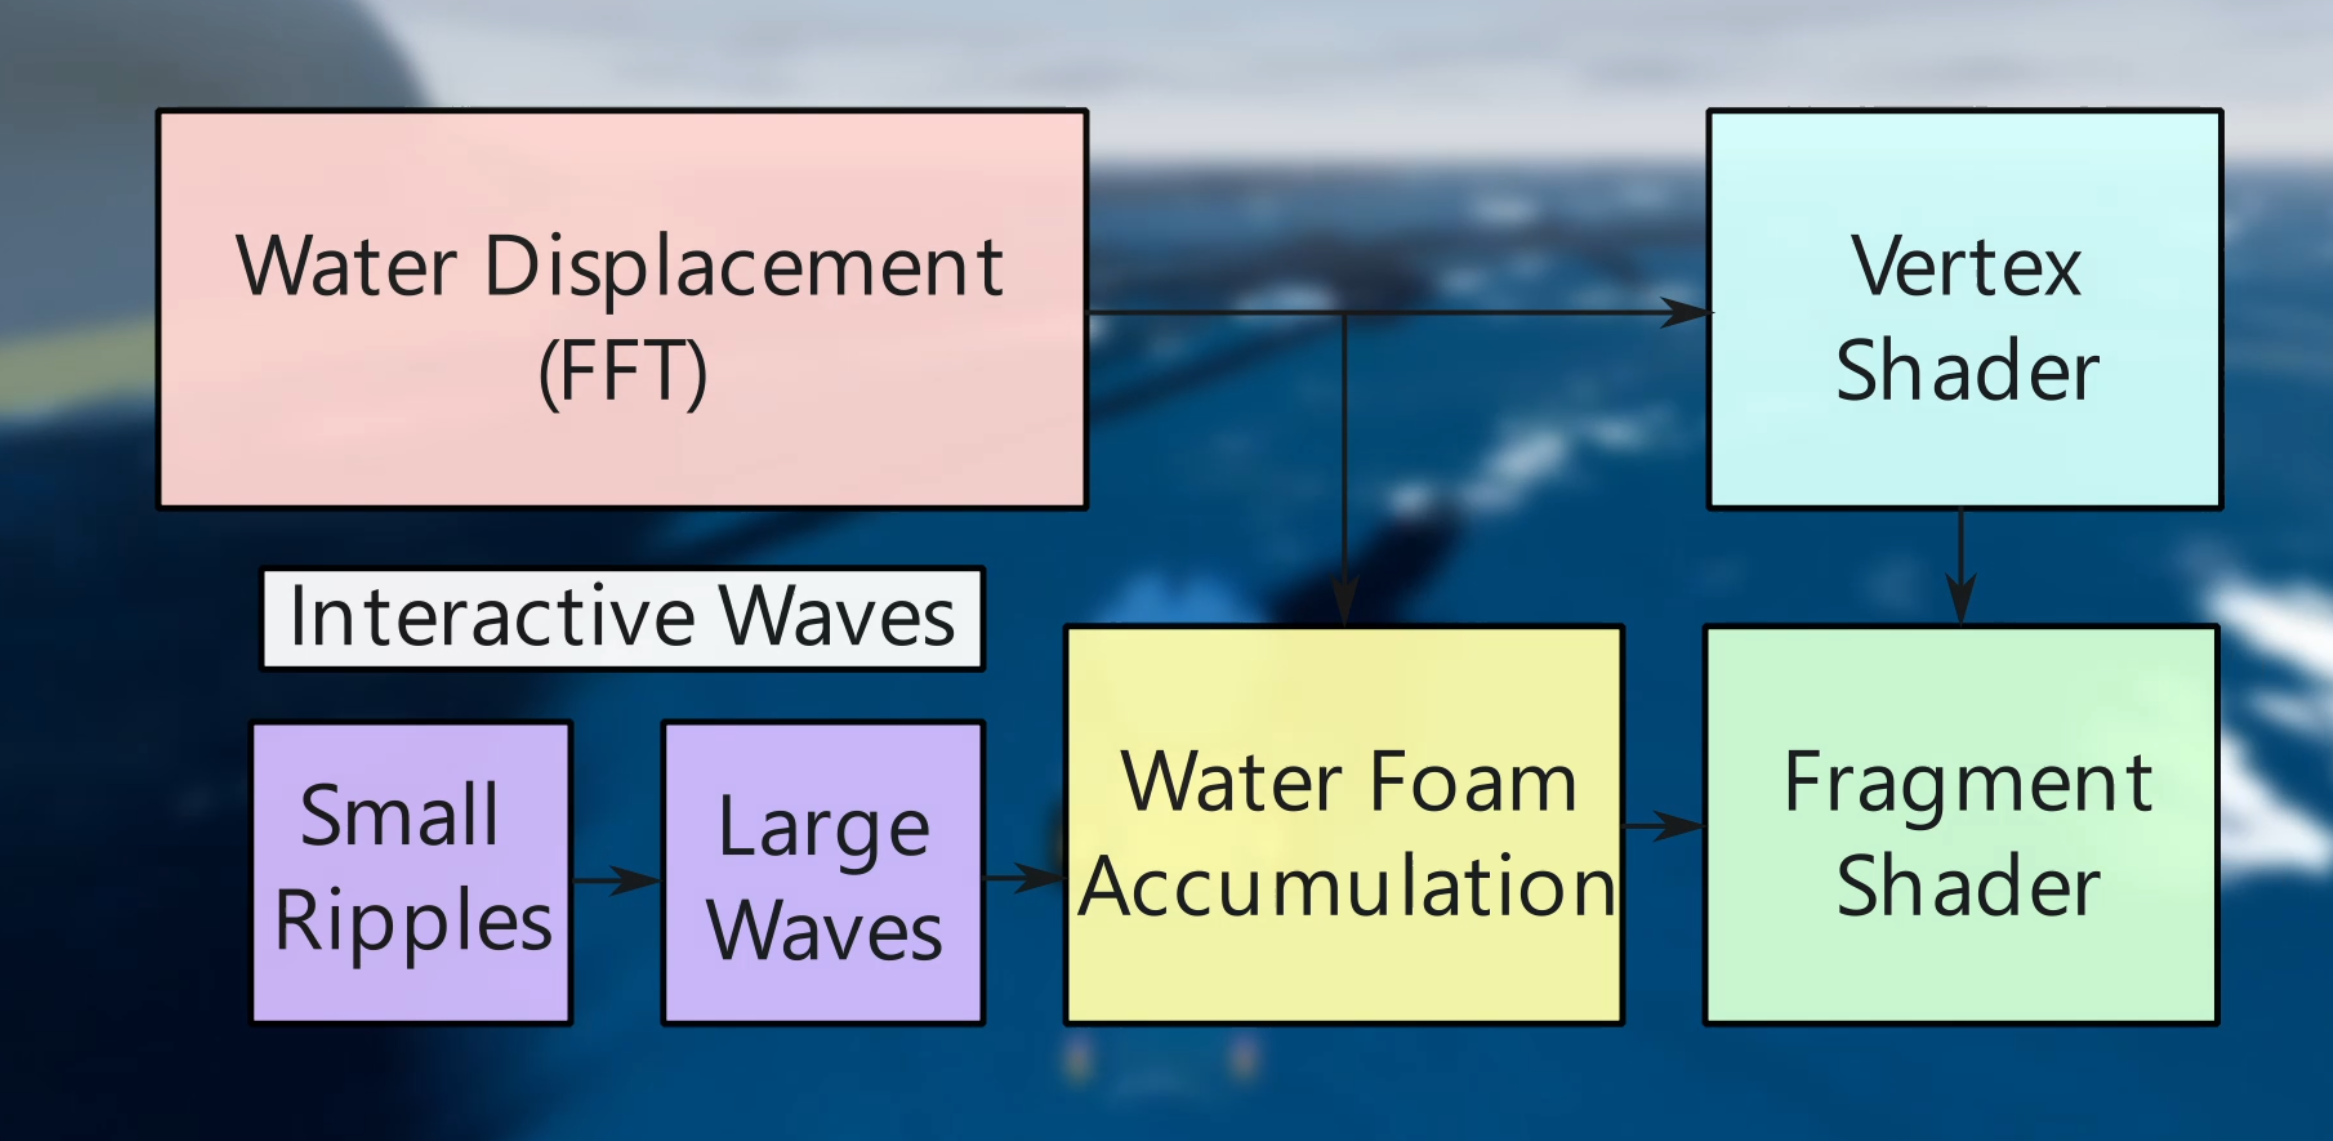 Water Displacement
(FFT)
Vertex
Shader
Interactive Waves
Small
Ripples
Large
Waves
Water Foam
Accumulation
Fragment
Shader